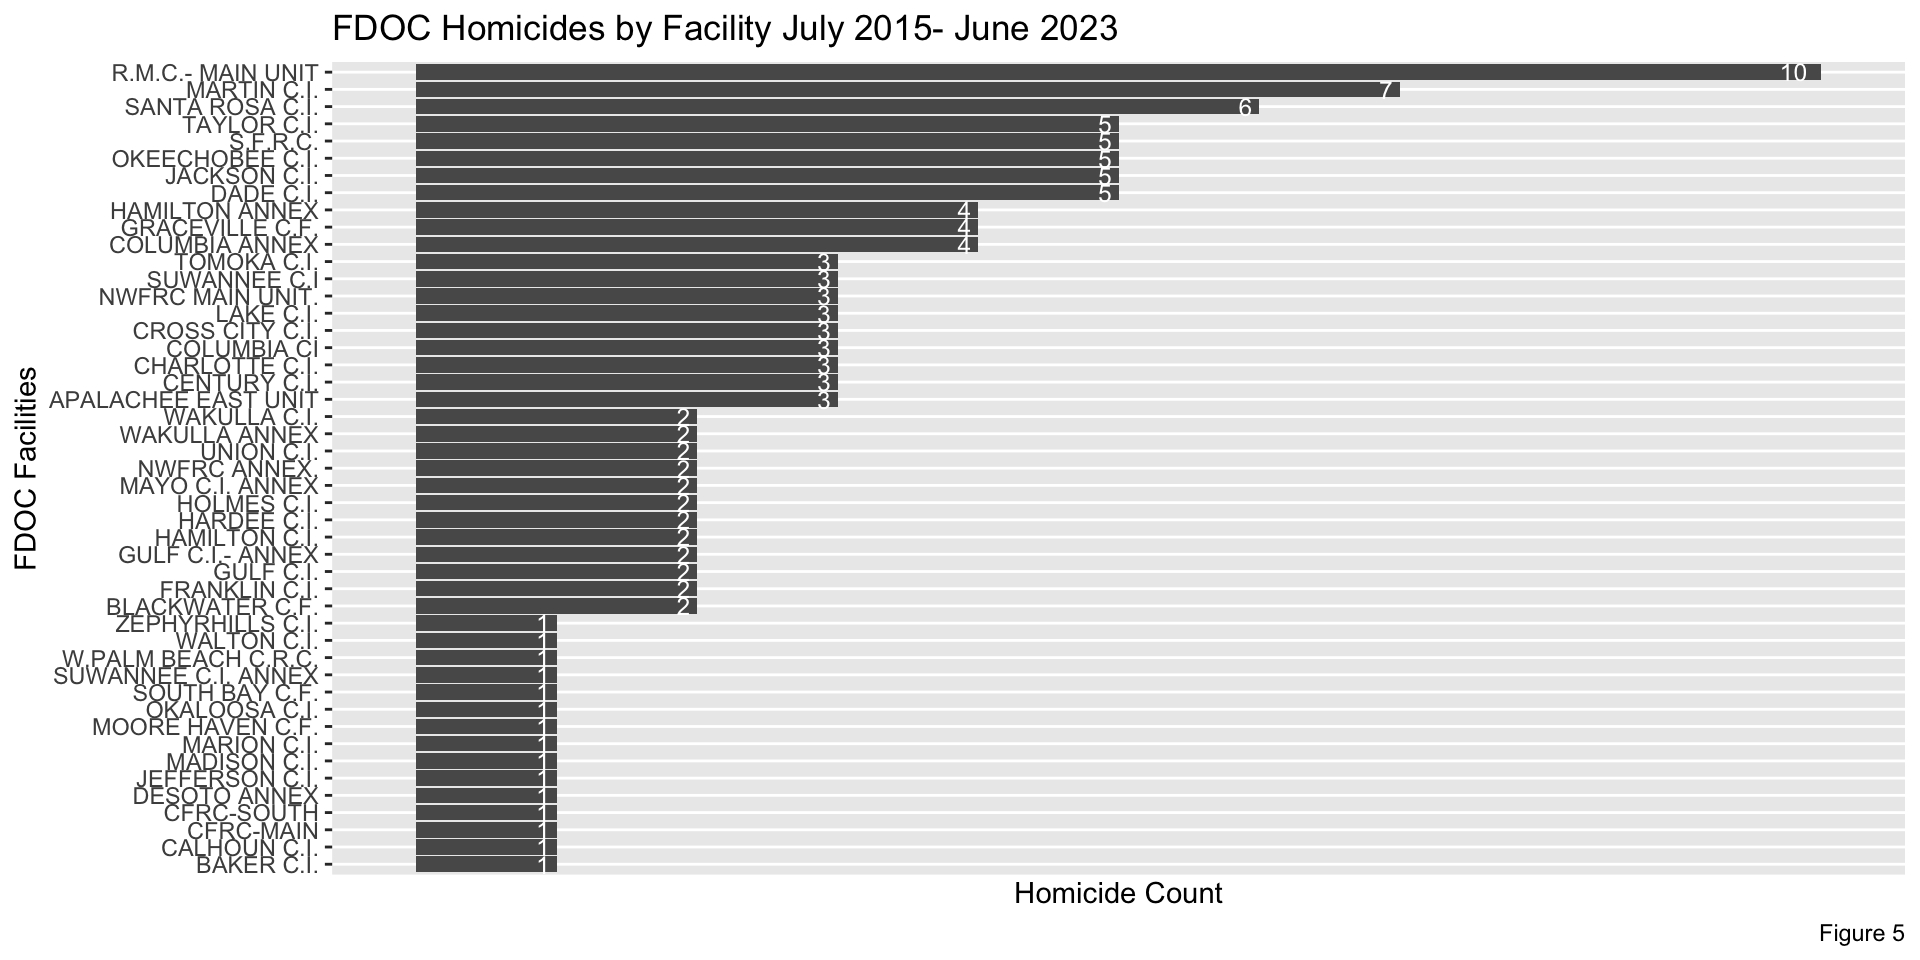 FDOC Homicides by Facility July 2015- June 2023
FDOC Facilities
R.M.C.- MAIN UNIT 10
MARTIN C.I. 7
SANTA ROSA C.I. 6
TAYLOR C.I. 5
S.F.R.C. 5
OKEECHOBEE C.I. 5
JACKSON C.I. 5
DADE C.I. 5
HAMILTON ANNEX 4
GRACEVILLE C.F. 4
COLUMBIA ANNEX 4
TOMOKA C.I. 3
SUWANNEE C.I 3
NWFRC MAIN UNIT. 3
LAKE C.I. 3
CROSS CITY C.I. 3
COLUMBIA CI 3
CHARLOTTE C.I. 3
CENTURY C.I. 3
APALACHEE EAST UNIT 3
WAKULLA C.I. 2
WAKULLA ANNEX 2
UNION C.I. 2
NWFRC ANNEX. 2
MAYO C.I. ANNEX 2
HOLMES C.I. 2
HARDEE C.I. 2
HAMILTON C.I. 2
GULF C.I.- ANNEX 2
GULF C.I. 2
FRANKLIN C.I. 2
BLACKWATER C.F. 2
ZEPHYRHILLS C.I. 1
WALTON C.I. 1
W.PALM BEACH C.R.C. 1
SUWANNEE C.I. ANNEX 1
SOUTH BAY C.F. 1
OKALOOSA C.I. 1
MOORE HAVEN C.F. 1
MARION C.I. 1
MADISON C.I. 1
JEFFERSON C.I. 1
DESOTO ANNEX 1
CFRC-SOUTH 1
CFRC-MAIN 1
CALHOUN C.I. 1
BAKER C.I. 1
Homicide Count
Figure 5